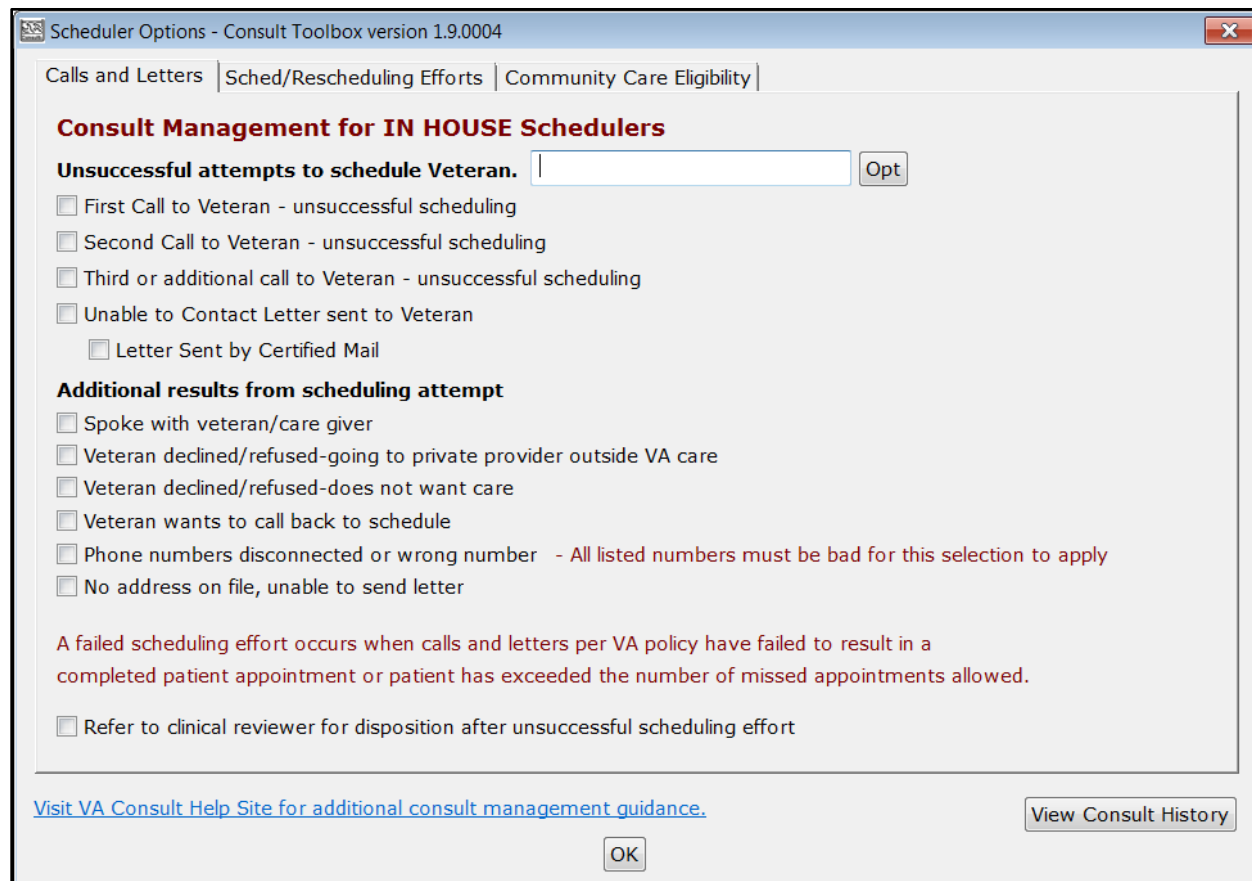 Scheduler Options - Consult Toolbox version 1.9.0004
Calls and Letters Sched/Rescheduling Efforts Community Care Eligibility
Consult Management for IN HOUSE Schedulers
Unsuccessful attempts to schedule Veteran. Opt
First Call to Veteran - unsuccessful scheduling
Second Call to Veteran - unsuccessful scheduling
Third or additional call to Veteran - unsuccessful scheduling
Unable to Contact Letter sent to Veteran
Letter Sent by Certified Mail
Additional results from scheduling attempt
Spoke with veteran/care giver
Veteran declined/refused-going to private provider outside VA care
Veteran declined/refused-does not want care
Veteran wants to call back to schedule
Phone numbers disconnected or wrong number - All listed numbers must be bad for this selection to apply
No address on file, unable to send letter
A failed scheduling effort occurs when calls and letters per VA policy have failed to result in a
completed patient appointment or patient has exceeded the number of missed appointments allowed.
Refer to clinical reviewer for disposition after unsuccessful scheduling effort
Visit VA Consult Help Site for additional consult management guidance.
View Consult History
OK